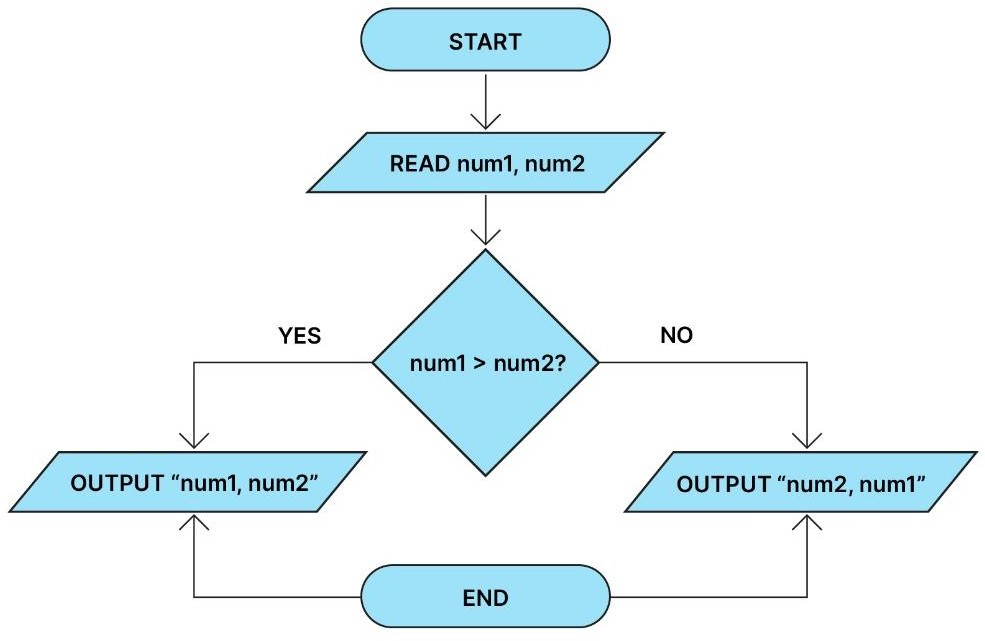 START
READ num1, num2
YES
NO
num1 > num2?
OUTPUT “num1, num2”
OUTPUT “num2, num1”
END